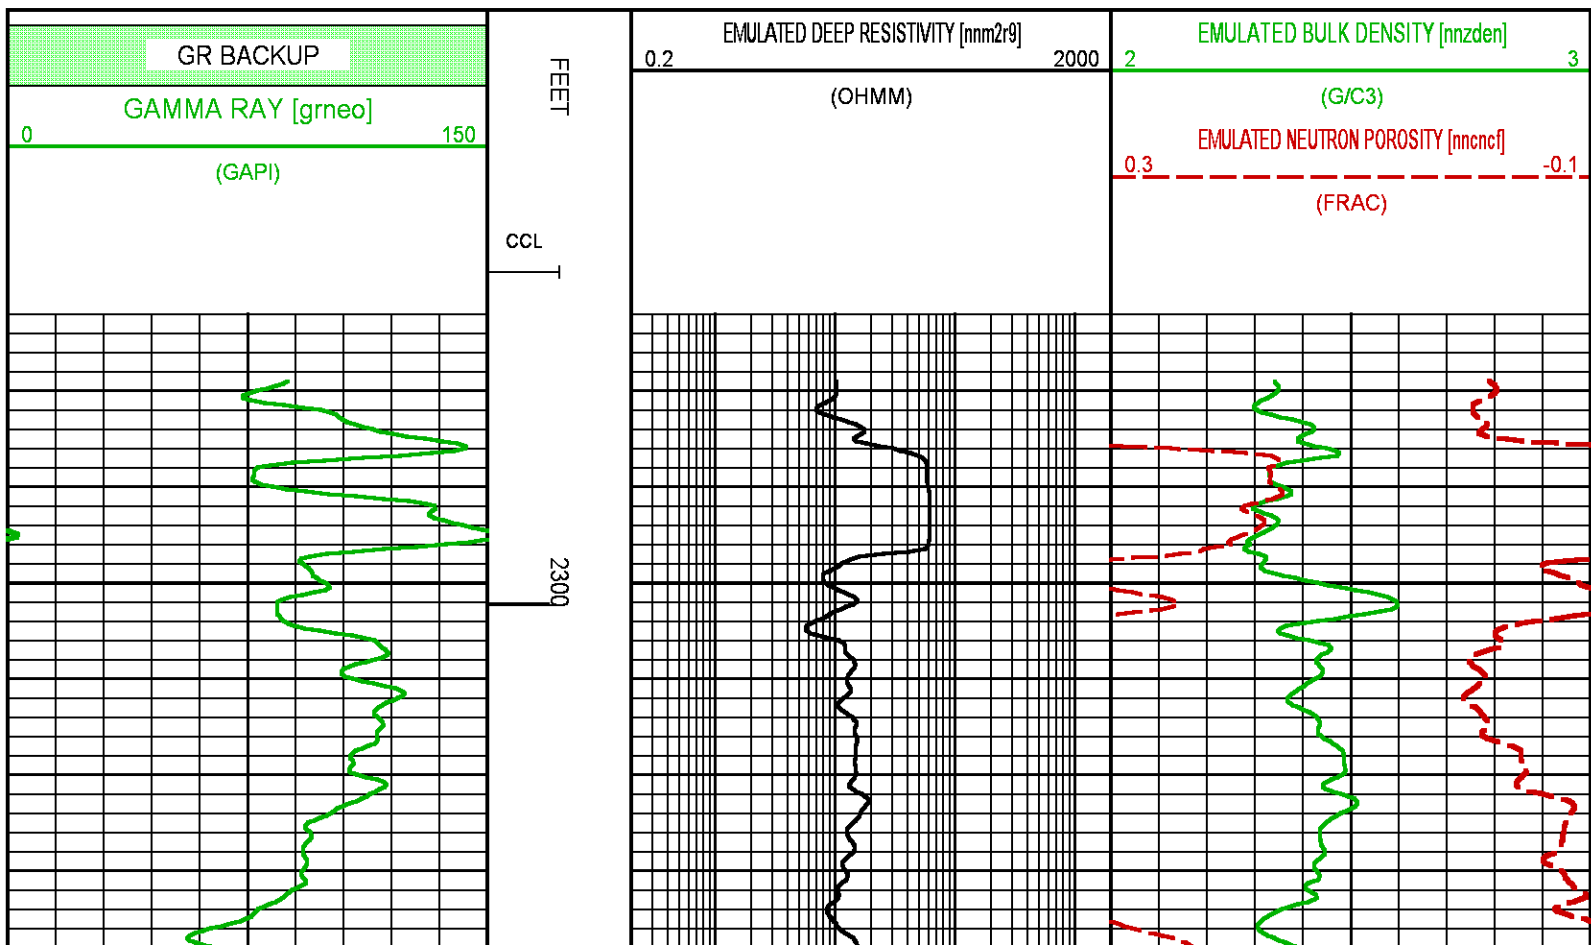 GR BACKUP
GAMMA RAY [grneo]
0 150
(GAPI)
FEET
CCL
2300
EMULATED DEEP RESISTIVITY [nnm2r9]
0.2 2000
(OHMM)
EMULATED BULK DENSITY [nnzden]
2 3
(G/C3)
EMULATED NEUTRON POROSITY [nncncf]
0.3 -0.1
(FRAC)